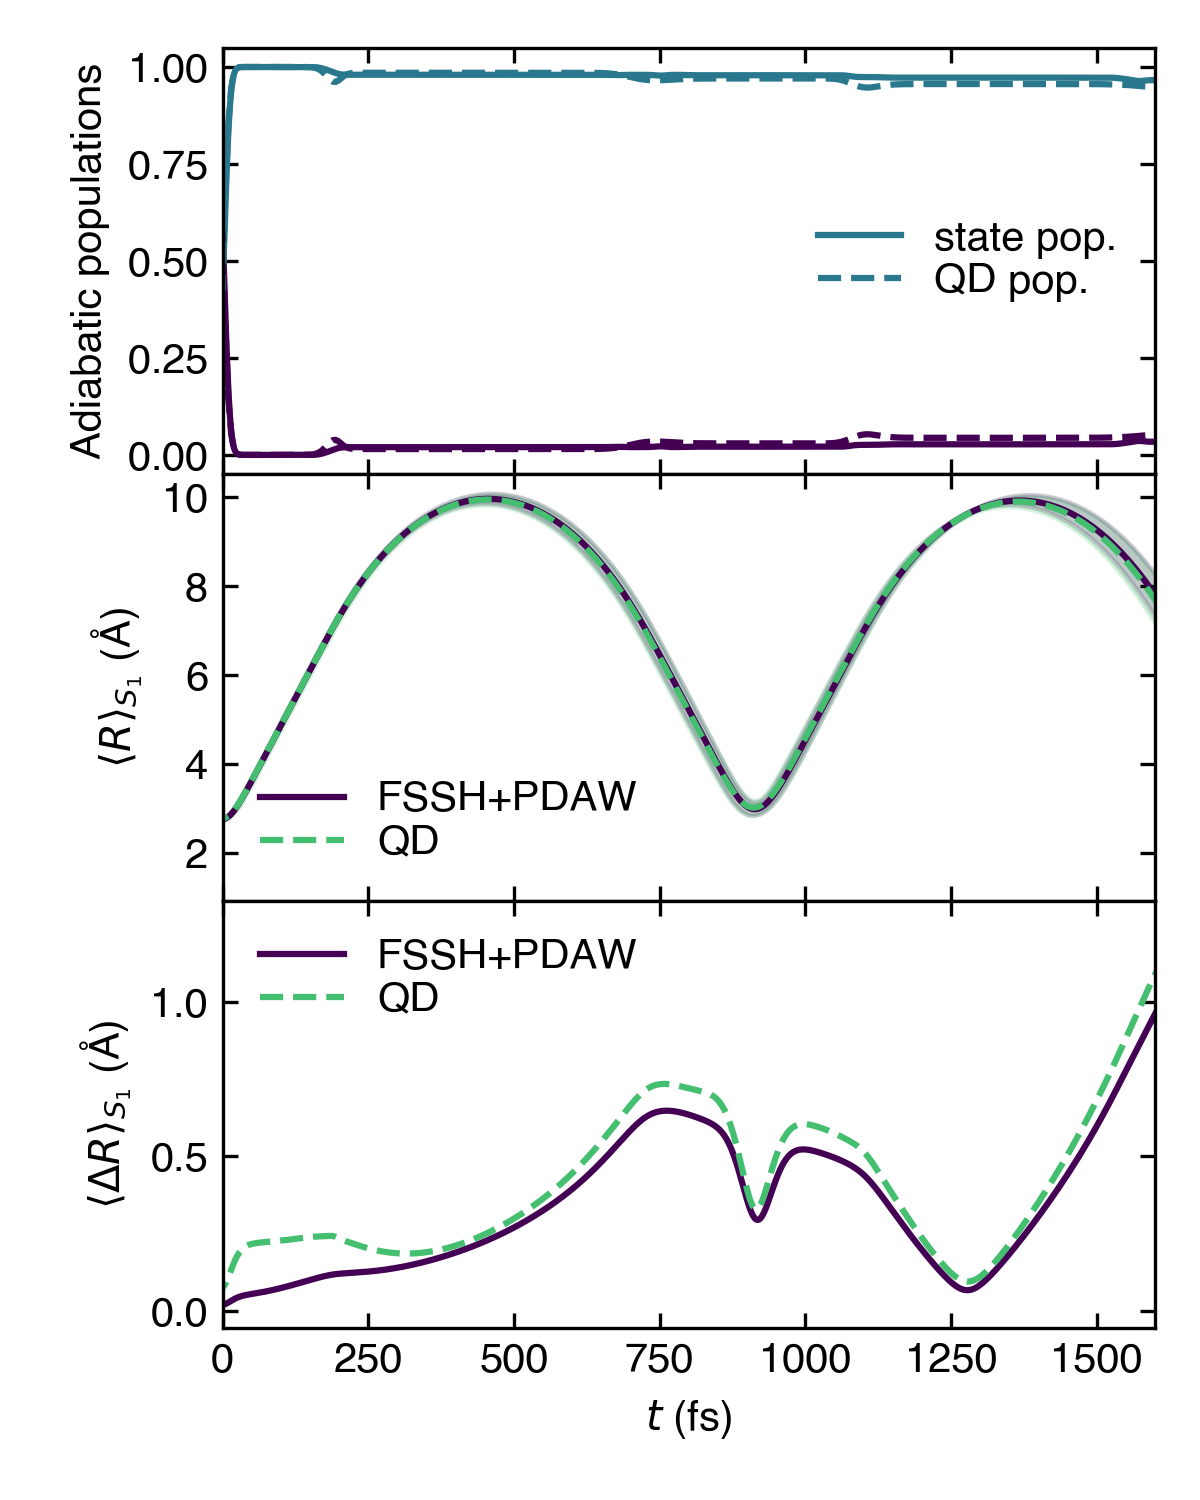 Adiabatic populations
1.00
0.75
0.50
0.25
0.00
state pop.
QD pop.
⟨R⟩S₁ (Å)
10
8
6
4
2
FSSH+PDAW
QD
⟨ΔR⟩S₁ (Å)
1.0
0.5
0.0
FSSH+PDAW
QD
0 250 500 750 1000 1250 1500
t (fs)